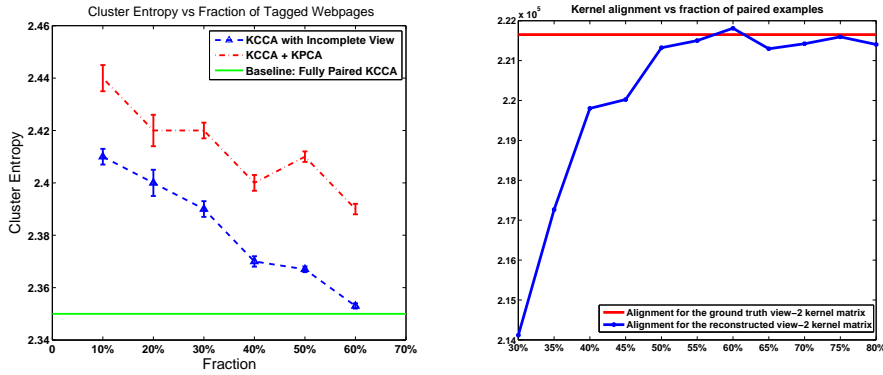 Cluster Entropy vs Fraction of Tagged Webpages
2.46
2.44
2.42
2.4
2.38
2.36
2.34
Cluster Entropy
KCCA with Incomplete View
KCCA + KPCA
Baseline: Fully Paired KCCA
0 10% 20% 30% 40% 50% 60% 70%
Fraction
Kernel alignment vs fraction of paired examples
x 10^5
2.22
2.221
2.2
2.219
2.18
2.217
2.16
2.215
2.14
Alignment for the ground truth view−2 kernel matrix
Alignment for the reconstructed view−2 kernel matrix
30% 35% 40% 45% 50% 55% 60% 65% 70% 75% 80%